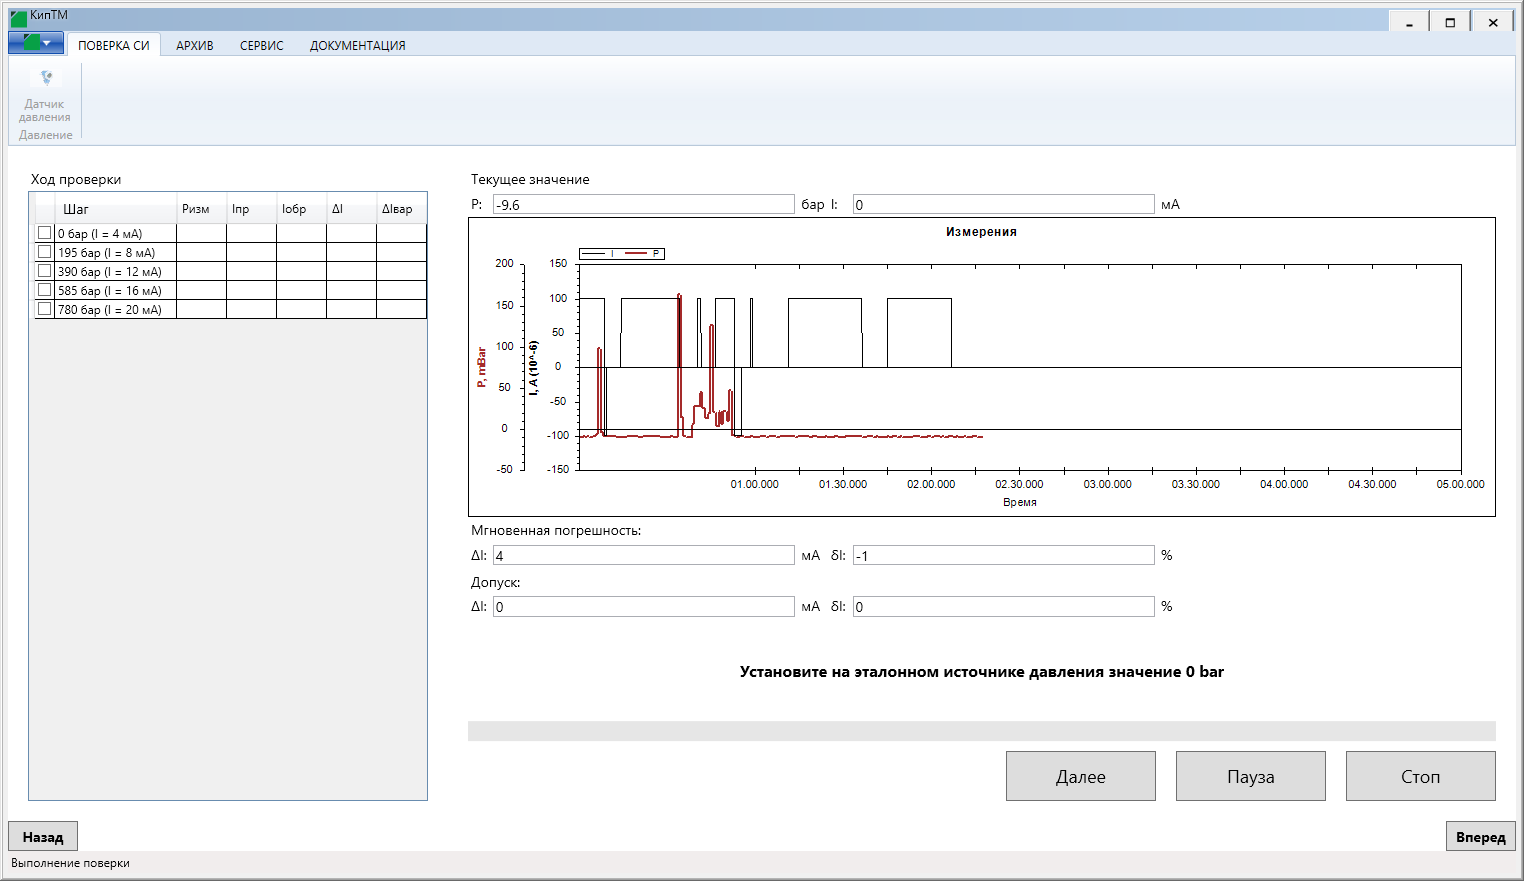 КипТМ
ПОВЕРКА СИ АРХИВ СЕРВИС ДОКУМЕНТАЦИЯ
Датчик
давления
Давление
Ход проверки
Шаг Pизм Iпр Iобр ΔI ΔIвар
0 бар (I = 4 мА)
195 бар (I = 8 мА)
390 бар (I = 12 мА)
585 бар (I = 16 мА)
780 бар (I = 20 мА)
Текущее значение
P: -9.6 бар I: 0 мА
Измерения
I P
200 150 100 50 0 -50
P, mBar
150 100 50 0 -50 -100 -150
I, A (10^-6)
01.00.000 01.30.000 02.00.000 02.30.000 03.00.000 03.30.000 04.00.000 04.30.000 05.00.000
Время
Мгновенная погрешность:
ΔI: 4 мА δI: -1 %
Допуск:
ΔI: 0 мА δI: 0 %
Установите на эталонном источнике давления значение 0 bar
Далее Пауза Стоп
Назад Вперед
Выполнение поверки